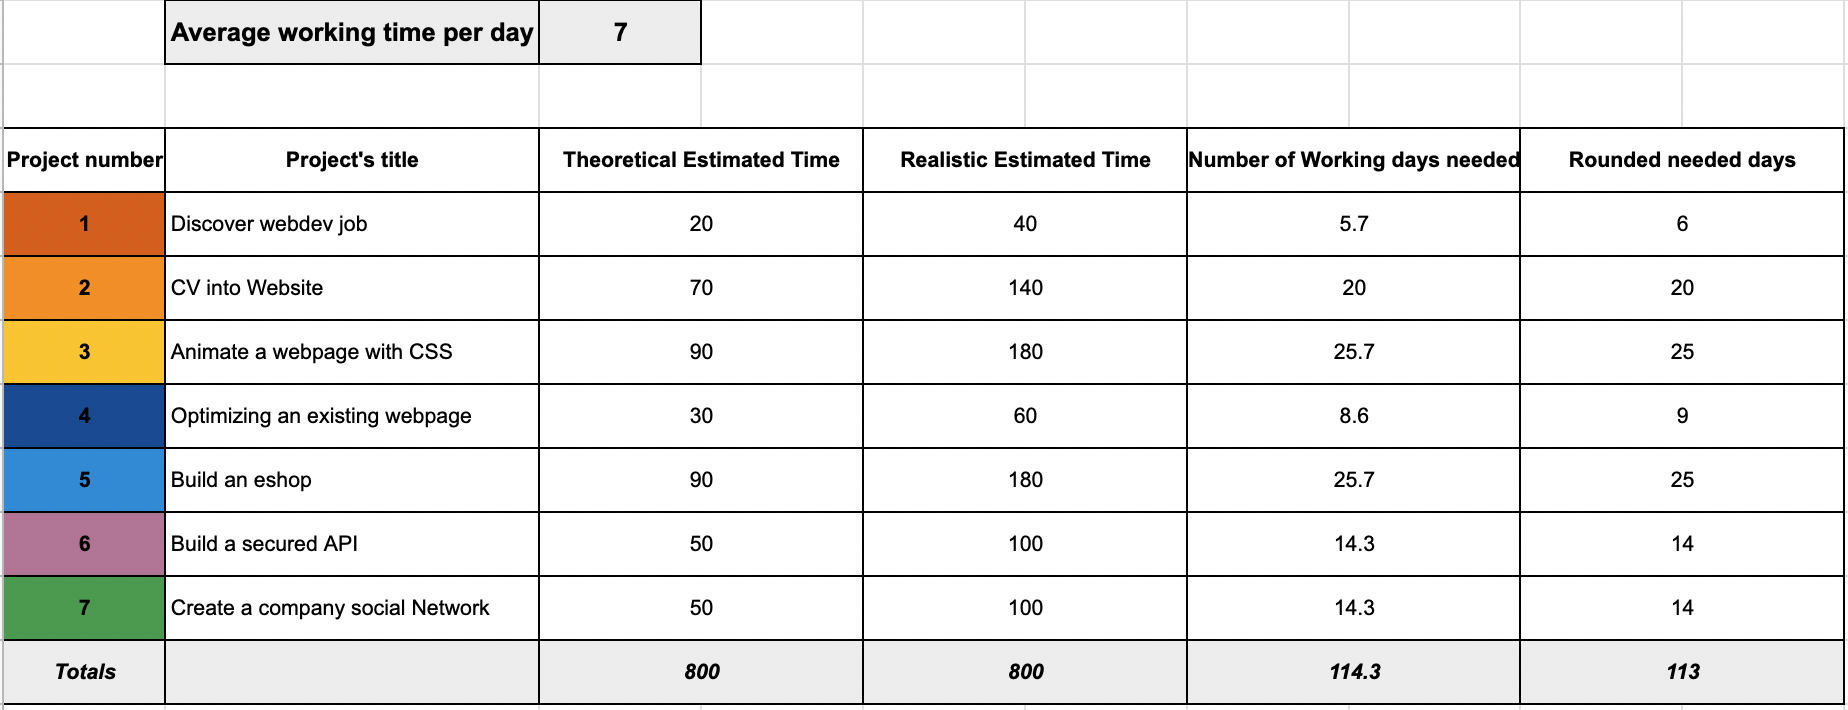 Average working time per day 7
Project number Project's title Theoretical Estimated Time Realistic Estimated Time Number of Working days needed Rounded needed days
1 Discover webdev job 20 40 5.7 6
2 CV into Website 70 140 20 20
3 Animate a webpage with CSS 90 180 25.7 25
4 Optimizing an existing webpage 30 60 8.6 9
5 Build an eshop 90 180 25.7 25
6 Build a secured API 50 100 14.3 14
7 Create a company social Network 50 100 14.3 14
Totals 800 800 114.3 113